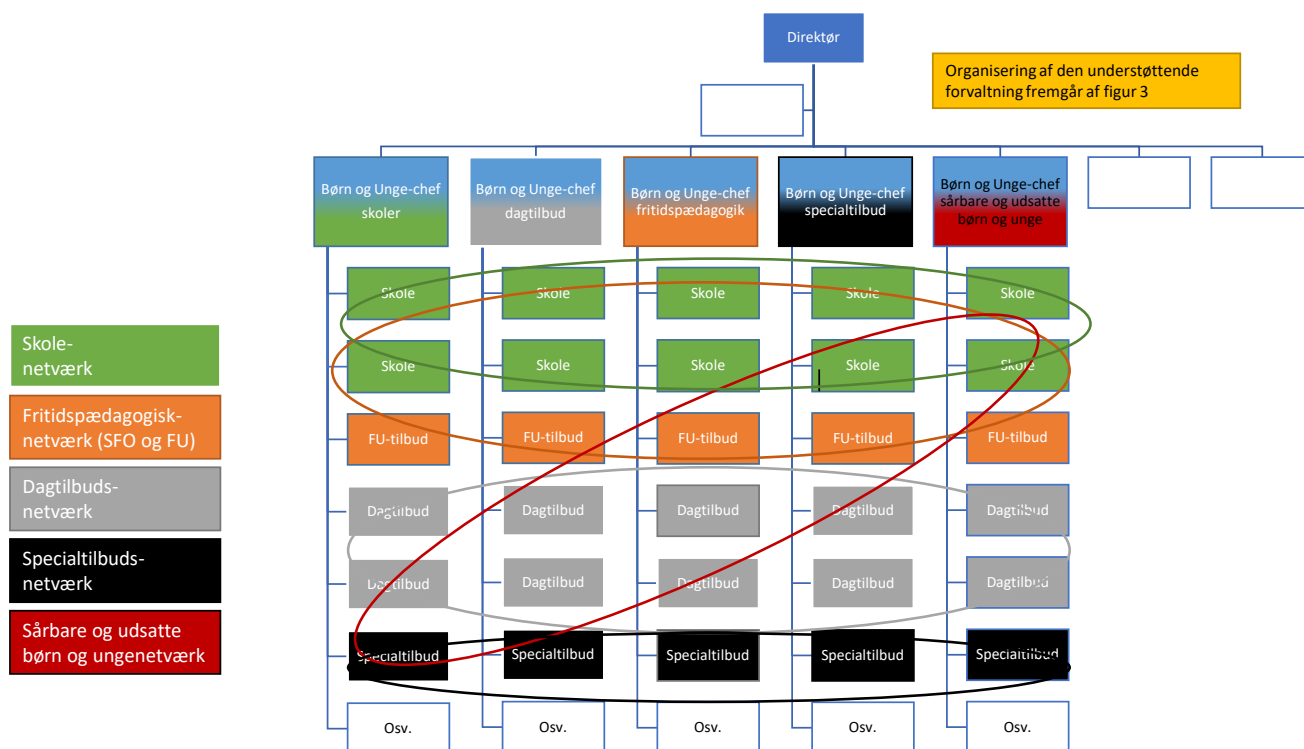 Direktør
Organisering af den understøttende
forvaltning fremgår af figur 3
Børn og Unge-chef
skoler
Børn og Unge-chef
dagtilbud
Børn og Unge-chef
fritidspædagogik
Børn og Unge-chef
specialtilbud
Børn og Unge-chef
sårbare og udsatte
børn og unge
Skole
Skole
Skole
Skole
Skole
Skole
Skole
Skole
Skole
Skole
FU-tilbud
FU-tilbud
FU-tilbud
FU-tilbud
FU-tilbud
Dagtilbud
Dagtilbud
Dagtilbud
Dagtilbud
Dagtilbud
Dagtilbud
Dagtilbud
Dagtilbud
Dagtilbud
Dagtilbud
Specialtilbud
Specialtilbud
Specialtilbud
Specialtilbud
Specialtilbud
Osv.
Osv.
Osv.
Osv.
Osv.
Skole-
netværk
Fritidspædagogisk-
netværk (SFO og FU)
Dagtilbuds-
netværk
Specialtilbuds-
netværk
Sårbare og udsatte
børn og ungenetværk